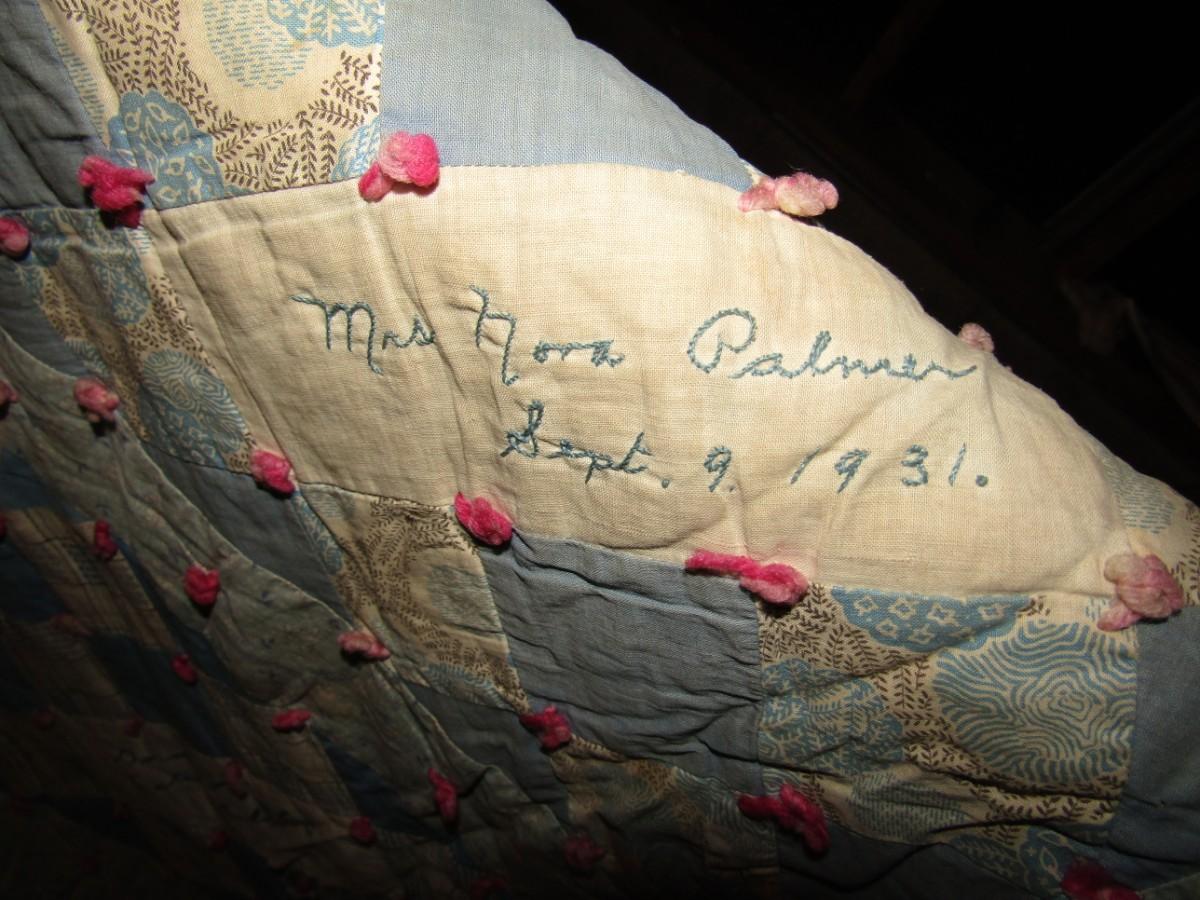 Mrs Nora Palmer
Sept. 9. 1931.